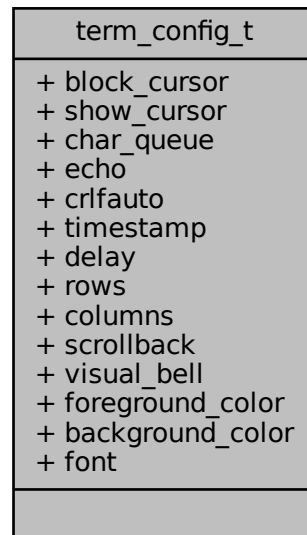 term_config_t
+ block_cursor
+ show_cursor
+ char_queue
+ echo
+ crlfauto
+ timestamp
+ delay
+ rows
+ columns
+ scrollback
+ visual_bell
+ foreground_color
+ background_color
+ font